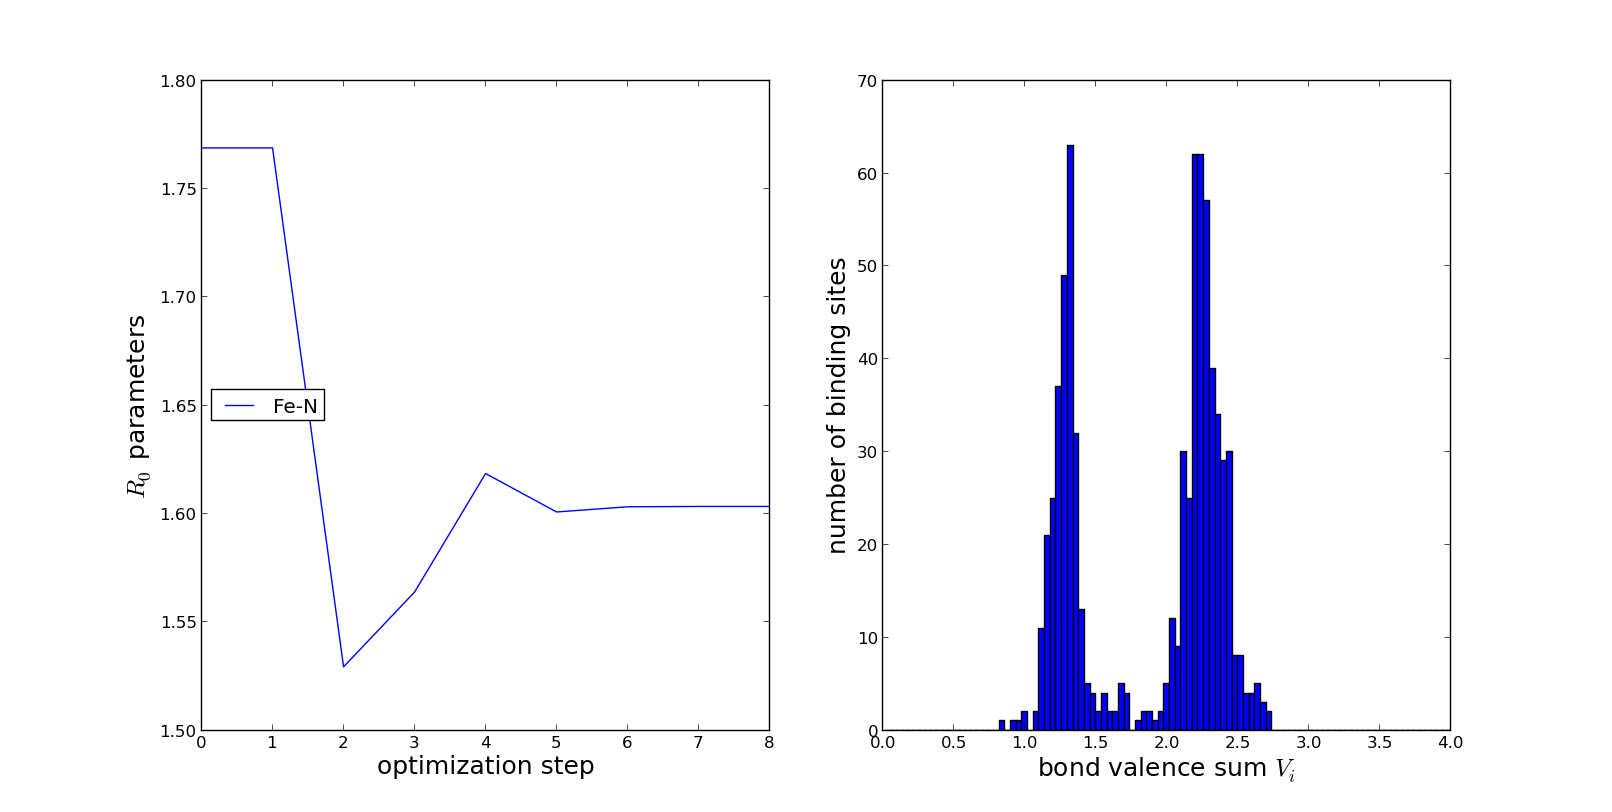 1.80
1.75
1.70
1.65
1.60
1.55
1.50
R₀ parameters
Fe-N
0 1 2 3 4 5 6 7 8
optimization step
70
60
50
40
30
20
10
0
number of binding sites
0.0 0.5 1.0 1.5 2.0 2.5 3.0 3.5 4.0
bond valence sum Vᵢ